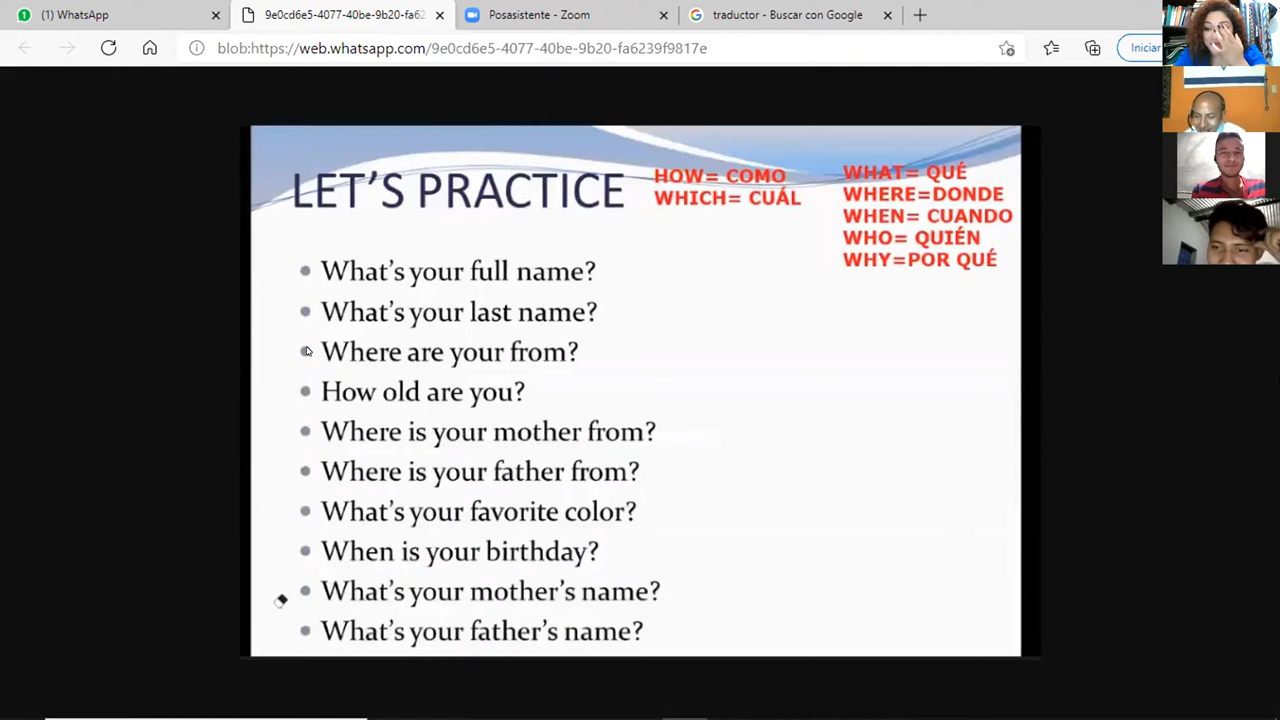 (1) WhatsApp
9e0cd6e5-4077-40be-9b20-fa62
Posasistente - Zoom
traductor - Buscar con Google
blob:https://web.whatsapp.com/9e0cd6e5-4077-40be-9b20-fa6239f9817e
Iniciar
LET'S PRACTICE
HOW= COMO
WHICH= CUÁL
WHAT= QUÉ
WHERE=DONDE
WHEN= CUANDO
WHO= QUIÉN
WHY=POR QUÉ
What's your full name?
What's your last name?
Where are your from?
How old are you?
Where is your mother from?
Where is your father from?
What's your favorite color?
When is your birthday?
What's your mother's name?
What's your father's name?